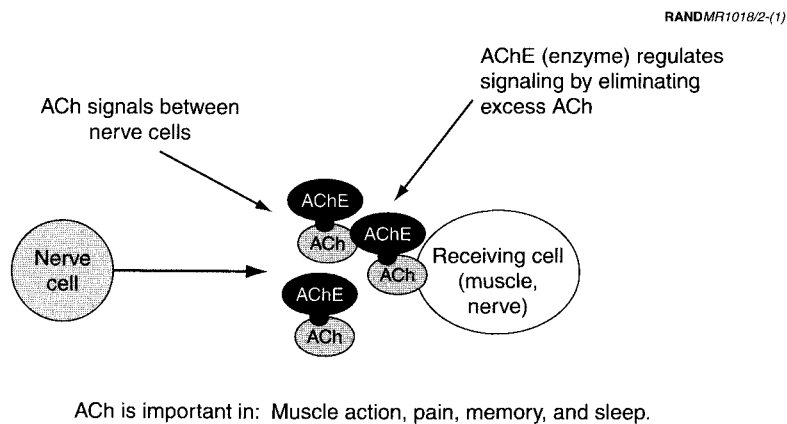 RANDMR1018/2-(1)
AChE (enzyme) regulates
signaling by eliminating
excess ACh
ACh signals between
nerve cells
AChE
ACh
AChE
ACh
AChE
ACh
Nerve
cell
Receiving cell
(muscle,
nerve)
ACh is important in: Muscle action, pain, memory, and sleep.